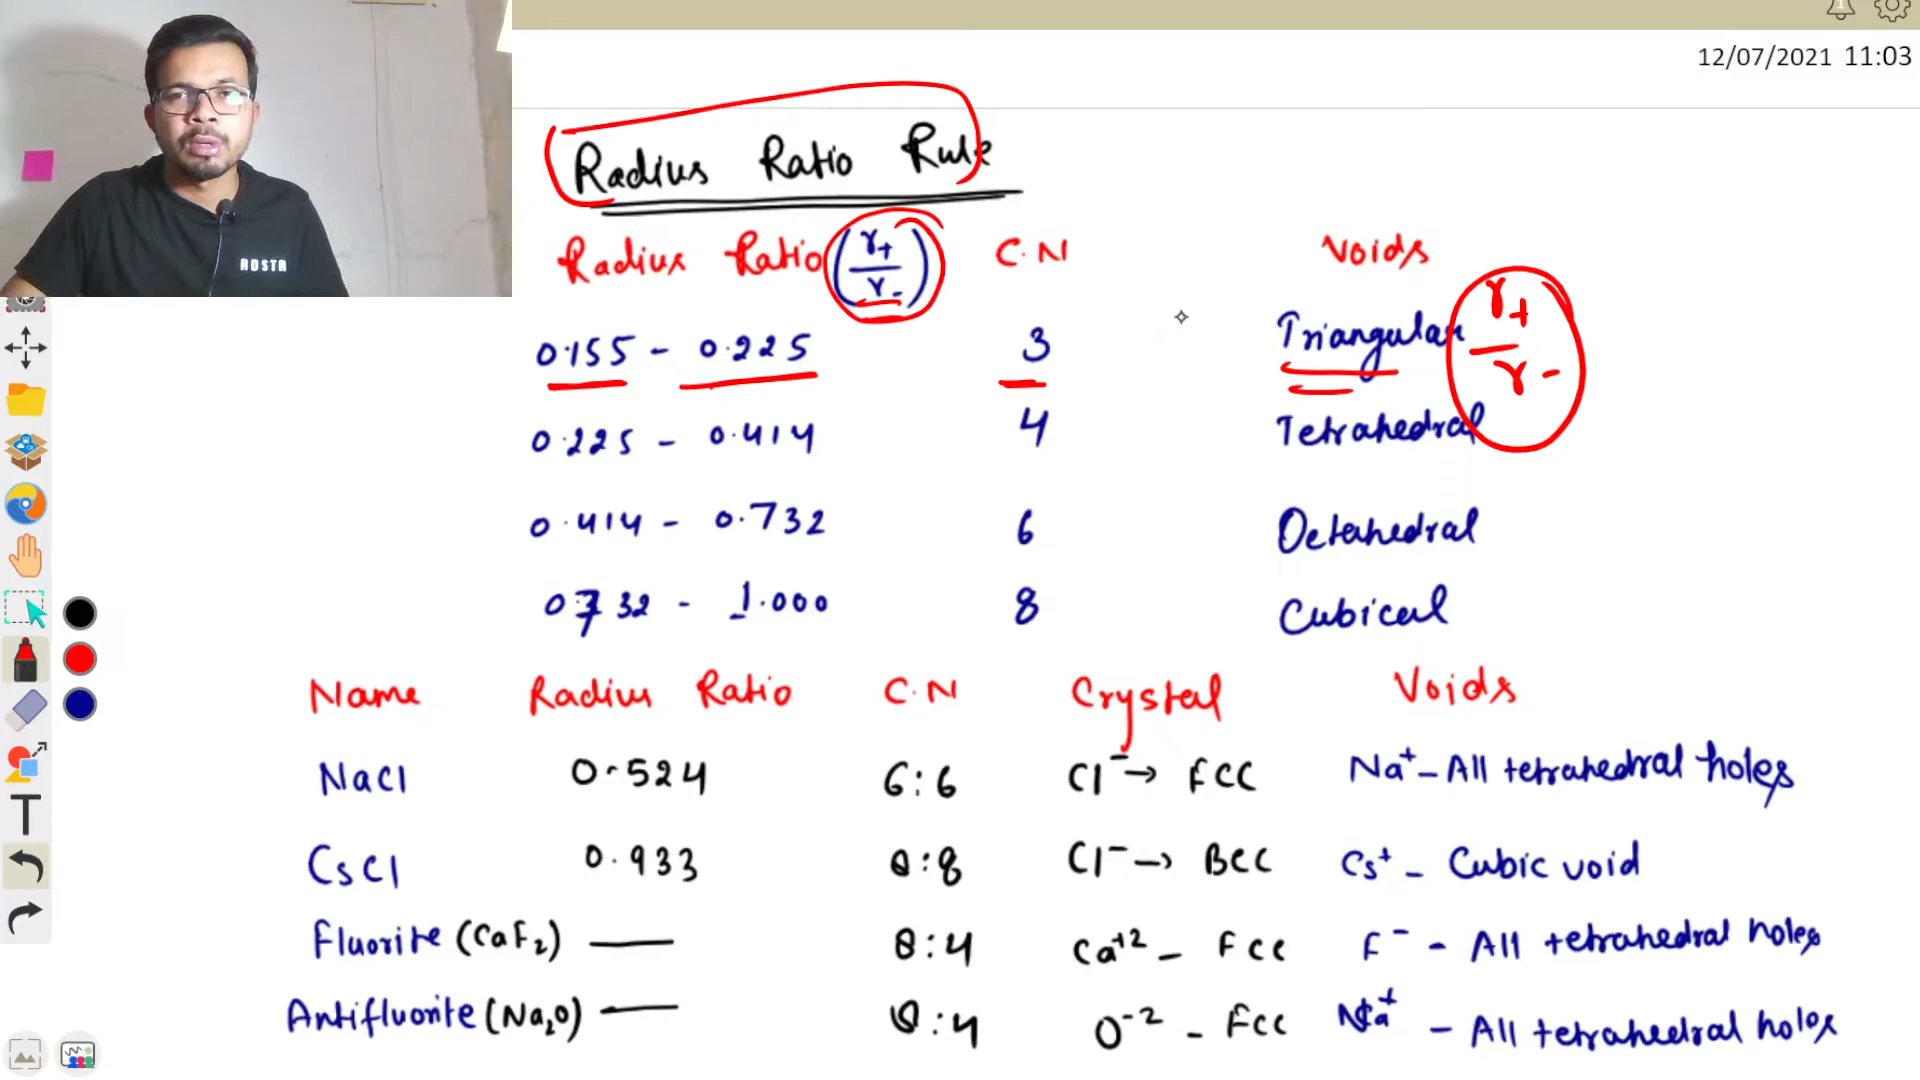 12/07/2021 11:03
Radius Ratio Rule
Radius Ratio (r+/r-) C.N Voids
0.155 - 0.225 3 Triangular r+/r-
0.225 - 0.414 4 Tetrahedral
0.414 - 0.732 6 Octahedral
0.732 - 1.000 8 Cubical
Name Radius Ratio C.N Crystal Voids
NaCl 0.524 6:6 Cl⁻ → FCC Na⁺ - All tetrahedral holes
CsCl 0.933 8:8 Cl⁻ → BCC Cs⁺ - Cubic void
Fluorite (CaF₂) — 8:4 Ca⁺² - FCC F⁻ - All tetrahedral holes
Antifluorite (Na₂O) — 8:4 O⁻² - FCC Na⁺ - All tetrahedral holes